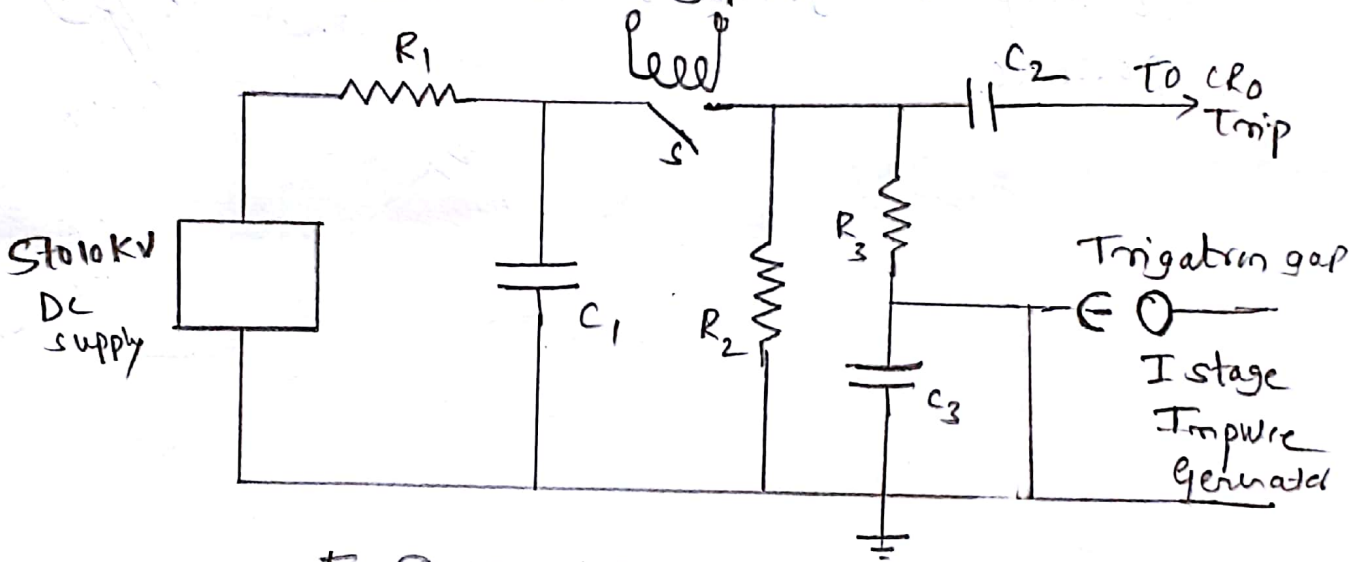 R1
C2
TO CRO
Trip
S
5to10KV
DC
supply
C1
R2
R3
C3
Trigatron gap
I stage
Impulse
Generator